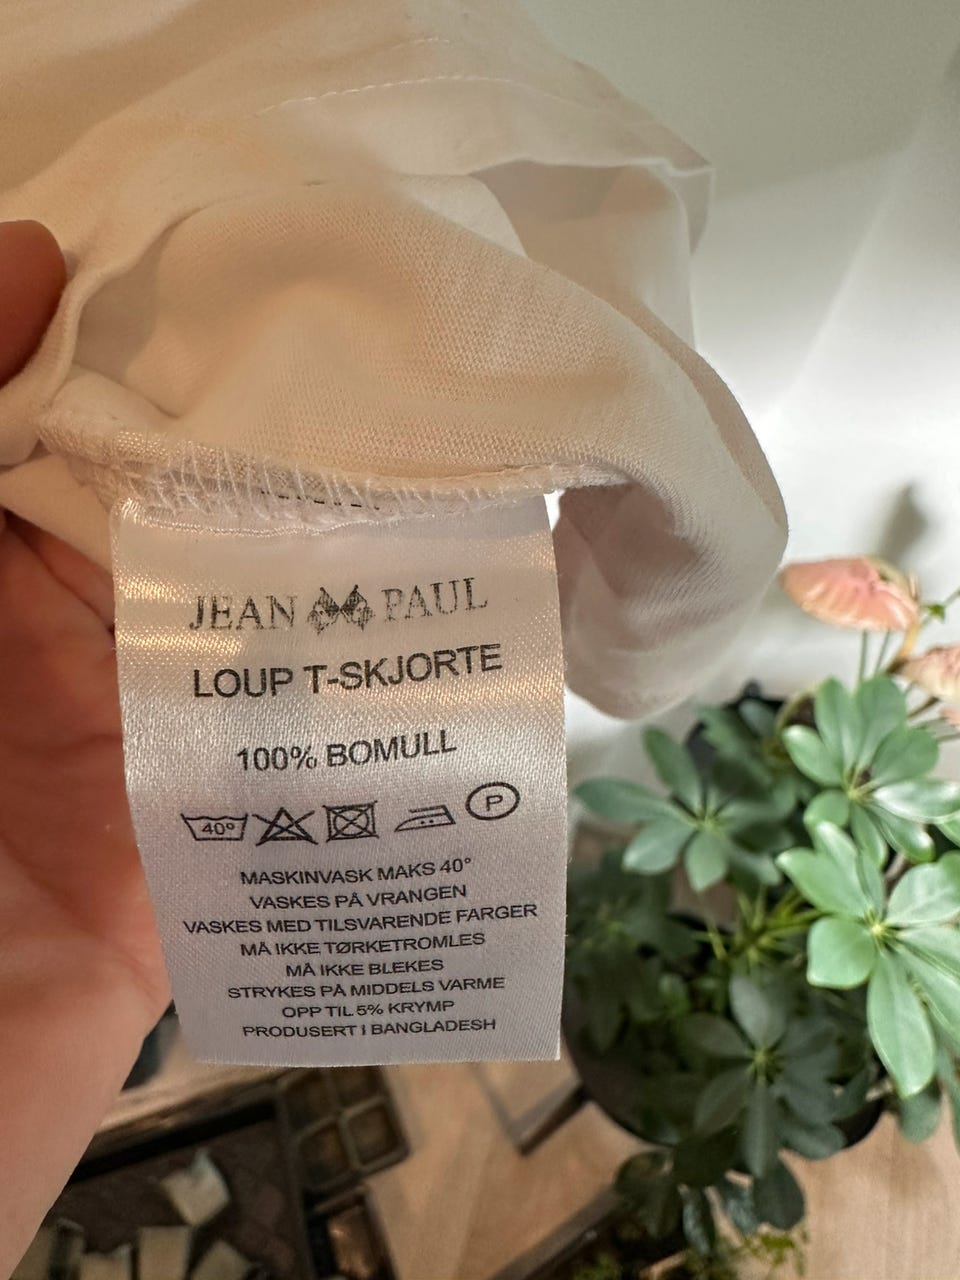 JEAN PAUL
LOUP T-SKJORTE
100% BOMULL
40° P
MASKINVASK MAKS 40°
VASKES PÅ VRANGEN
VASKES MED TILSVARENDE FARGER
MÅ IKKE TØRKETROMLES
MÅ IKKE BLEKES
STRYKES PÅ MIDDELS VARME
OPP TIL 5% KRYMP
PRODUSERT I BANGLADESH